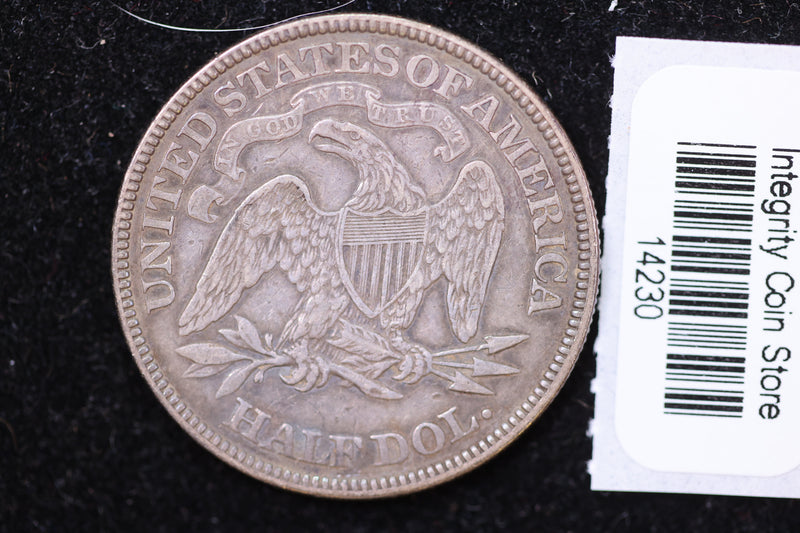 UNITED STATES OF AMERICA
IN GOD WE TRUST
HALF DOL.
Integrity Coin Store
14230